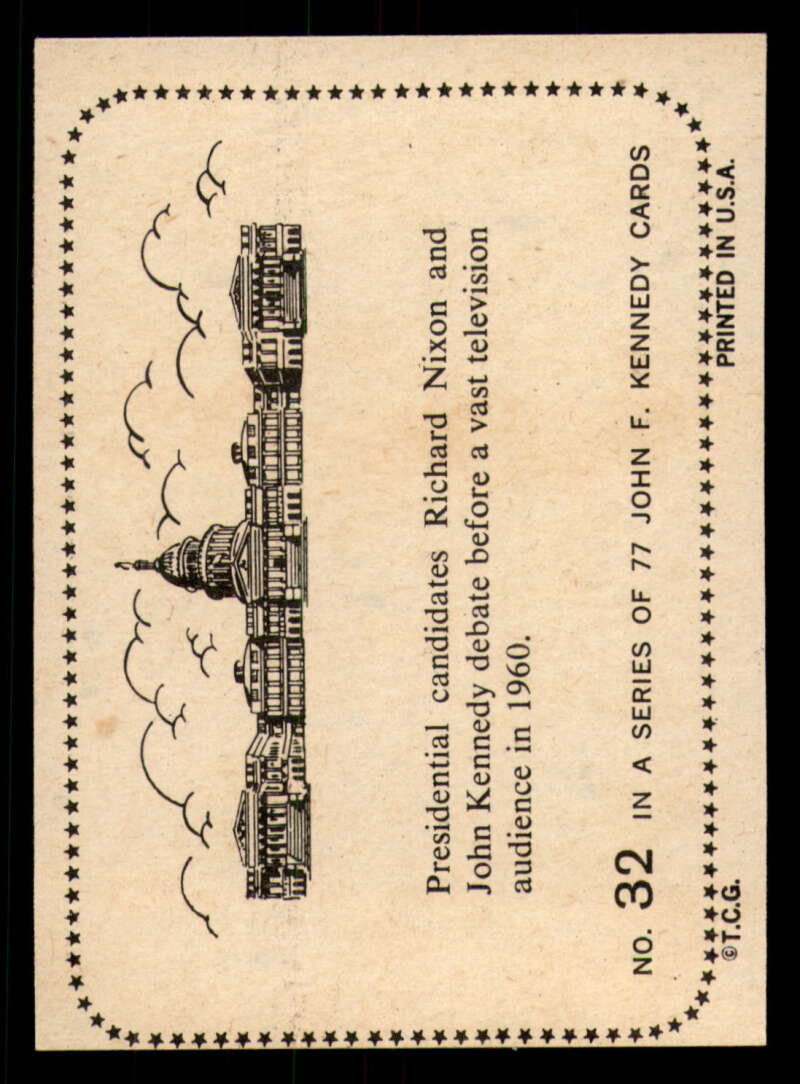 Presidential candidates Richard Nixon and
John Kennedy debate before a vast television
audience in 1960.
NO. 32 IN A SERIES OF 77 JOHN F. KENNEDY CARDS
©T.C.G. PRINTED IN U.S.A.